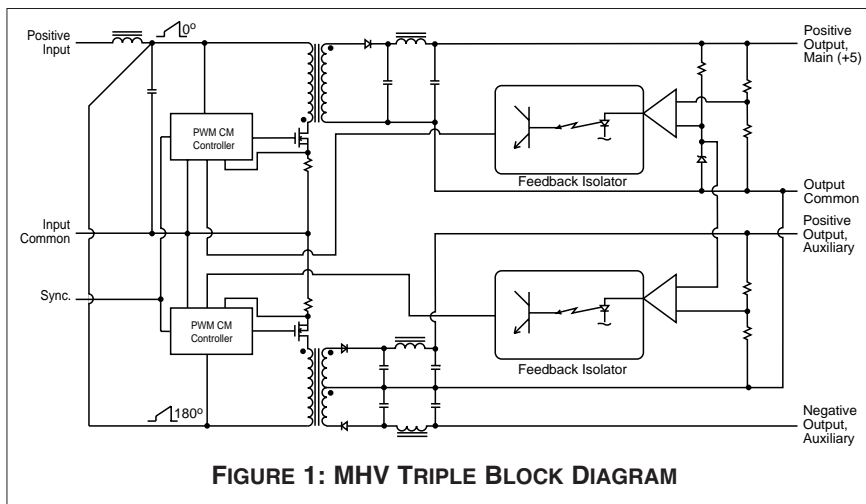 Positive
Input
0º
Positive
Output,
Main (+5)
PWM CM
Controller
Feedback Isolator
Output
Common
Input
Common
Positive
Output,
Auxiliary
Sync.
PWM CM
Controller
Feedback Isolator
180º
Negative
Output,
Auxiliary
FIGURE 1: MHV TRIPLE BLOCK DIAGRAM